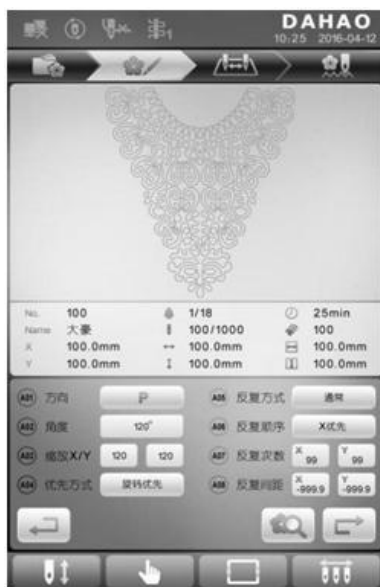 DAHAO
10:25 2016-04-12
No. 100 1/18 25min
Name 大豪 100/1000 100
X 100.0mm 100.0mm 100.0mm
Y 100.0mm 100.0mm 100.0mm
A01 方向 P A05 反复方式 通常
A02 角度 120° A06 反复顺序 X优先
A03 缩放X/Y 120 120 A07 反复次数 X 99 Y 99
A04 优先方式 旋转优先 A08 反复间距 X -999.9 Y -999.9